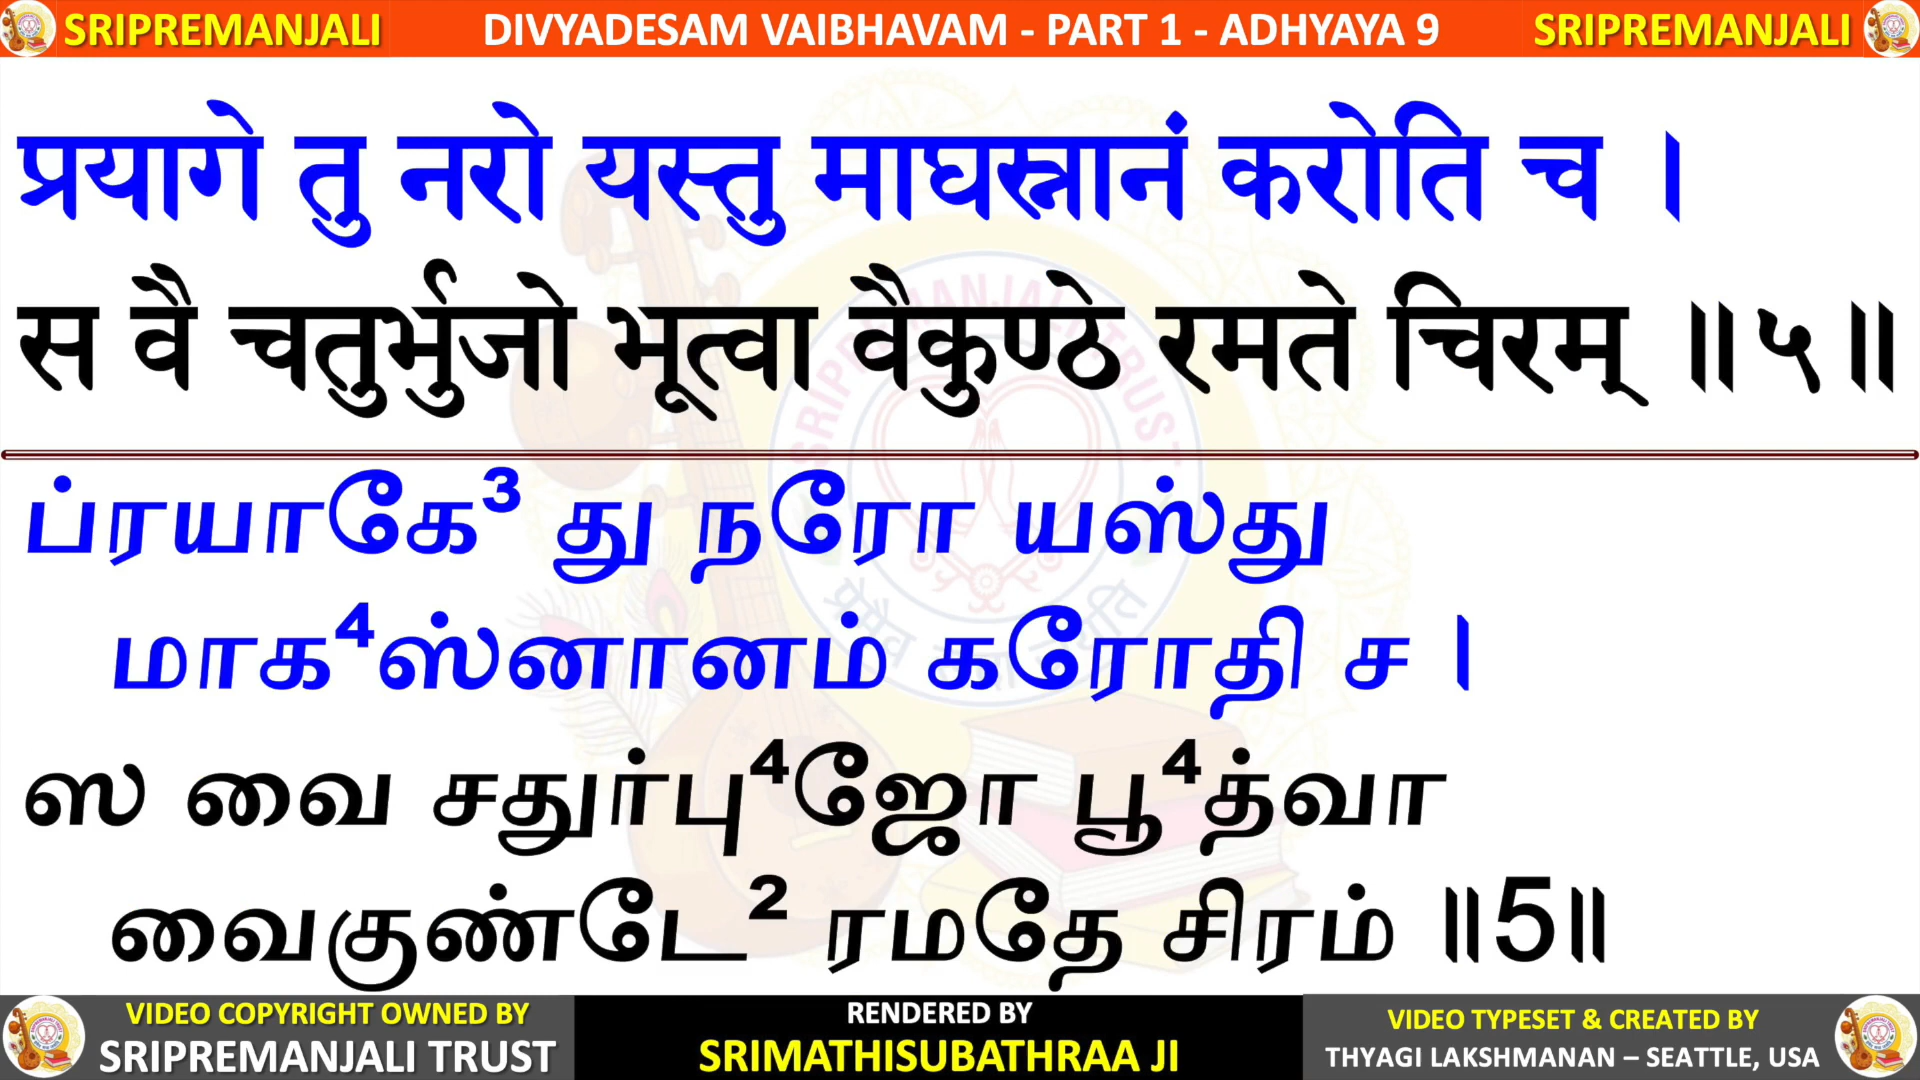 SRIPREMANJALI DIVYADESAM VAIBHAVAM - PART 1 - ADHYAYA 9 SRIPREMANJALI
प्रयागे तु नरो यस्तु माघस्नानं करोति च ।
स वै चतुर्भुजो भूत्वा वैकुण्ठे रमते चिरम् ॥५॥
ப்ரயாகே³ து நரோ யஸ்து
மாக⁴ஸ்னானம் கரோதி ச ।
ஸ வை சதுர்பு⁴ஜோ பூ⁴த்வா
வைகுண்டே² ரமதே சிரம் ॥5॥
VIDEO COPYRIGHT OWNED BY
SRIPREMANJALI TRUST
RENDERED BY
SRIMATHISUBATHRAA JI
VIDEO TYPESET & CREATED BY
THYAGI LAKSHMANAN – SEATTLE, USA